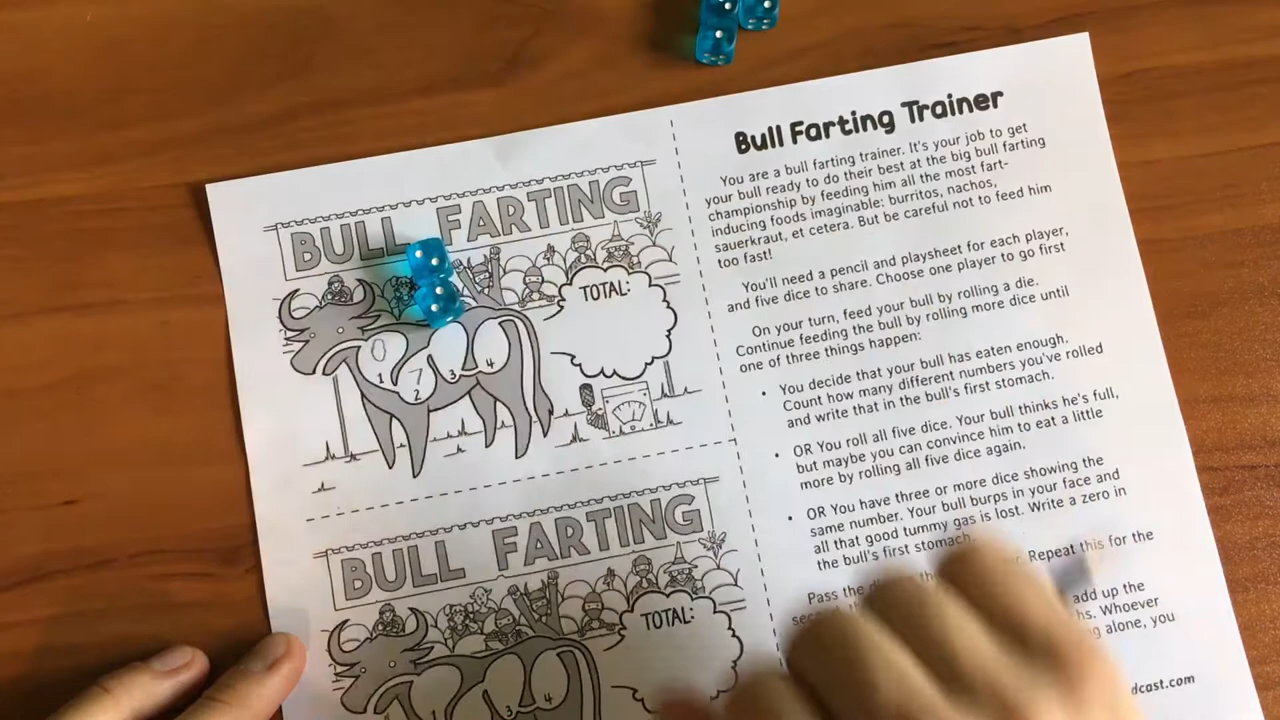 BULL FARTING
TOTAL:
1
7
2
3
4
BULL FARTING
TOTAL:
3
4
Bull Farting Trainer
You are a bull farting trainer. It's your job to get
your bull ready to do their best at the big bull farting
championship by feeding him all the most fart-
inducing foods imaginable: burritos, nachos,
sauerkraut, et cetera. But be careful not to feed him
too fast!
You'll need a pencil and playsheet for each player,
and five dice to share. Choose one player to go first
On your turn, feed your bull by rolling a die.
Continue feeding the bull by rolling more dice until
one of three things happen:
• You decide that your bull has eaten enough.
Count how many different numbers you've rolled
and write that in the bull's first stomach.
• OR You roll all five dice. Your bull thinks he's full,
but maybe you can convince him to eat a little
more by rolling all five dice again.
• OR You have three or more dice showing the
same number. Your bull burps in your face and
all that good tummy gas is lost. Write a zero in
the bull's first stomach.
Pass the Repeat this for the
add up the
Whoever
alone, you